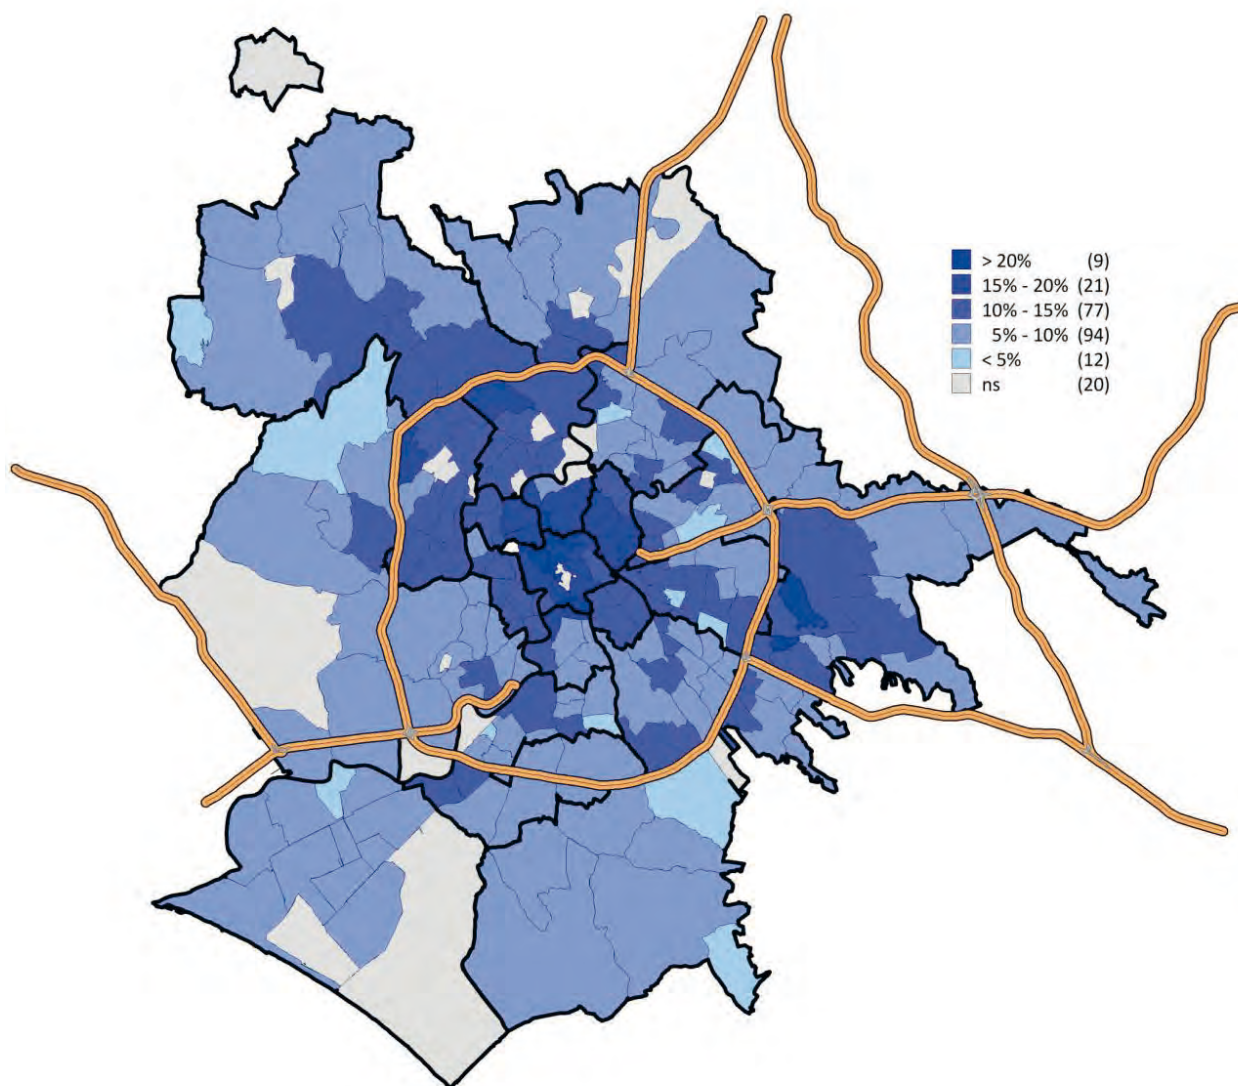 > 20% (9)
15% - 20% (21)
10% - 15% (77)
5% - 10% (94)
< 5% (12)
ns (20)